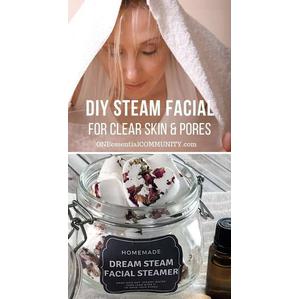 DIY STEAM FACIAL
FOR CLEAR SKIN & PORES
ONEessentialCOMMUNITY.com
HOMEMADE
DREAM STEAM
FACIAL STEAMER